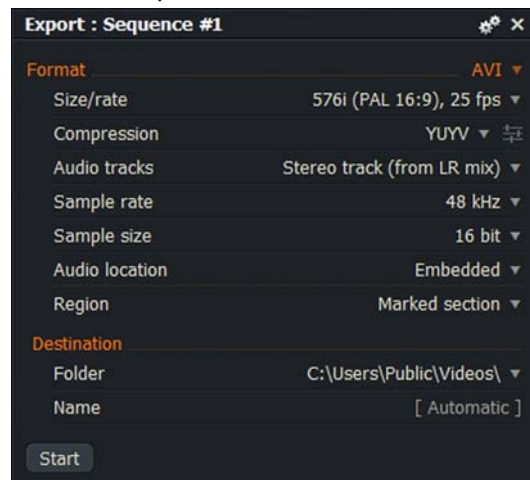 Export : Sequence #1
Format AVI
Size/rate 576i (PAL 16:9), 25 fps
Compression YUYV
Audio tracks Stereo track (from LR mix)
Sample rate 48 kHz
Sample size 16 bit
Audio location Embedded
Region Marked section
Destination
Folder C:\Users\Public\Videos\
Name [ Automatic ]
Start